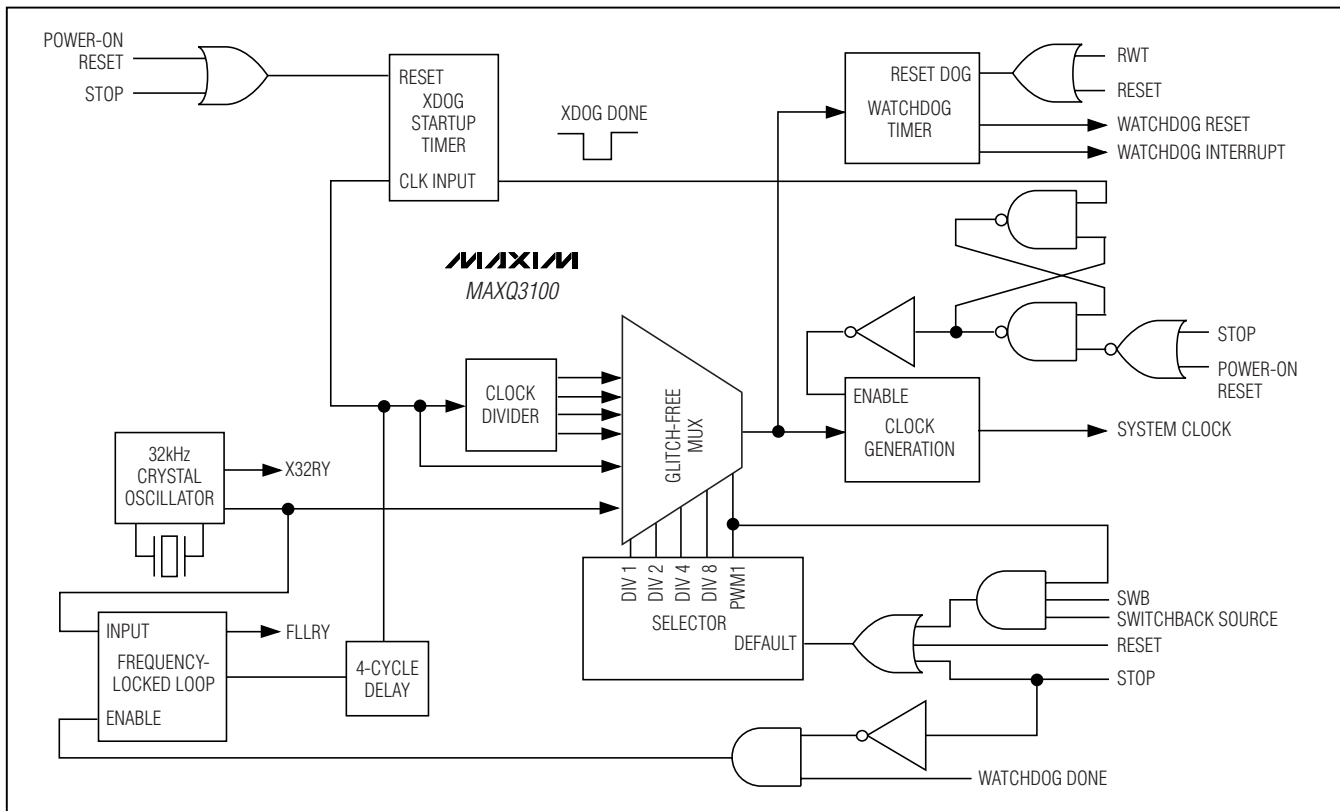 POWER-ON
RESET
STOP
RESET
XDOG
STARTUP
TIMER
CLK INPUT
XDOG DONE
RESET DOG
WATCHDOG
TIMER
RWT
RESET
WATCHDOG RESET
WATCHDOG INTERRUPT
MAXIM
MAXQ3100
STOP
POWER-ON
RESET
CLOCK
DIVIDER
GLITCH-FREE
MUX
ENABLE
CLOCK
GENERATION
SYSTEM CLOCK
32kHz
CRYSTAL
OSCILLATOR
X32RY
DIV 1
DIV 2
DIV 4
DIV 8
PWM1
SELECTOR
DEFAULT
SWB
SWITCHBACK SOURCE
RESET
STOP
INPUT
FREQUENCY-
LOCKED LOOP
ENABLE
FLLRY
4-CYCLE
DELAY
WATCHDOG DONE